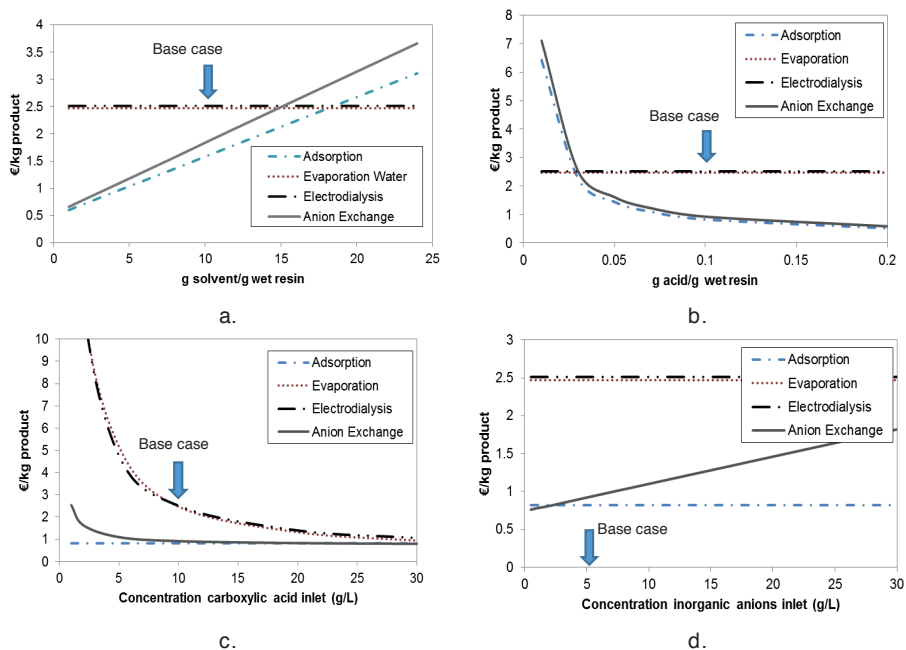 4
3.5
3
2.5
2
1.5
1
0.5
0
€/kg product
Base case
Adsorption
Evaporation Water
Electrodialysis
Anion Exchange
0 5 10 15 20 25
g solvent/g wet resin
a.
8
7
6
5
4
3
2
1
0
€/kg product
Adsorption
Evaporation
Electrodialysis
Anion Exchange
Base case
0 0.05 0.1 0.15 0.2
g acid/g wet resin
b.
10
9
8
7
6
5
4
3
2
1
0
€/kg product
Adsorption
Evaporation
Electrodialysis
Anion Exchange
Base case
0 5 10 15 20 25 30
Concentration carboxylic acid inlet (g/L)
c.
3
2.5
2
1.5
1
0.5
0
€/kg product
Adsorption
Evaporation
Electrodialysis
Anion Exchange
Base case
0 5 10 15 20 25 30
Concentration inorganic anions inlet (g/L)
d.